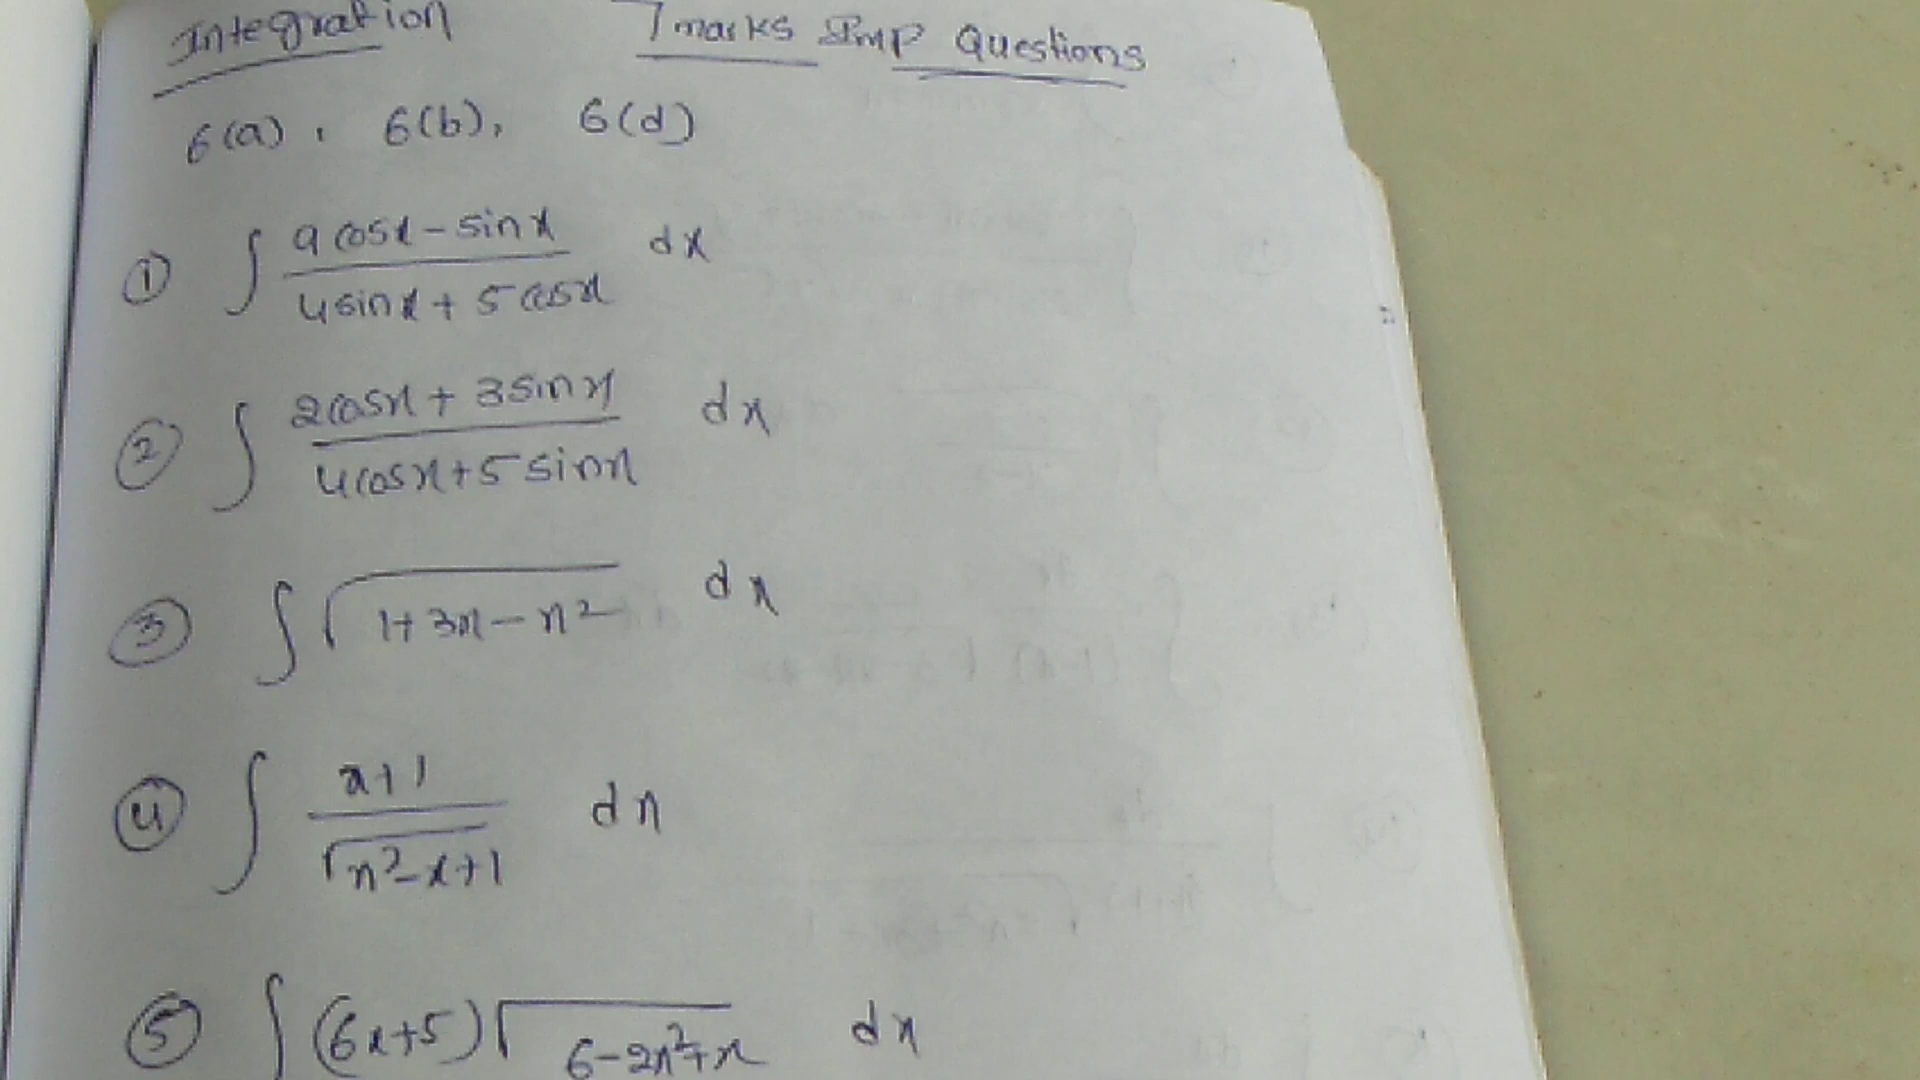 Integration 7 marks Imp Questions
6(a), 6(b), 6(d)
① ∫ (9cosx - sinx)/(4sinx + 5cosx) dx
② ∫ (2cosx + 3sinx)/(4cosx + 5sinx) dx
③ ∫ √(1+3x-x²) dx
④ ∫ (x+1)/√(x²-x+1) dx
⑤ ∫ (6x+5)√(6-2x²+x) dx